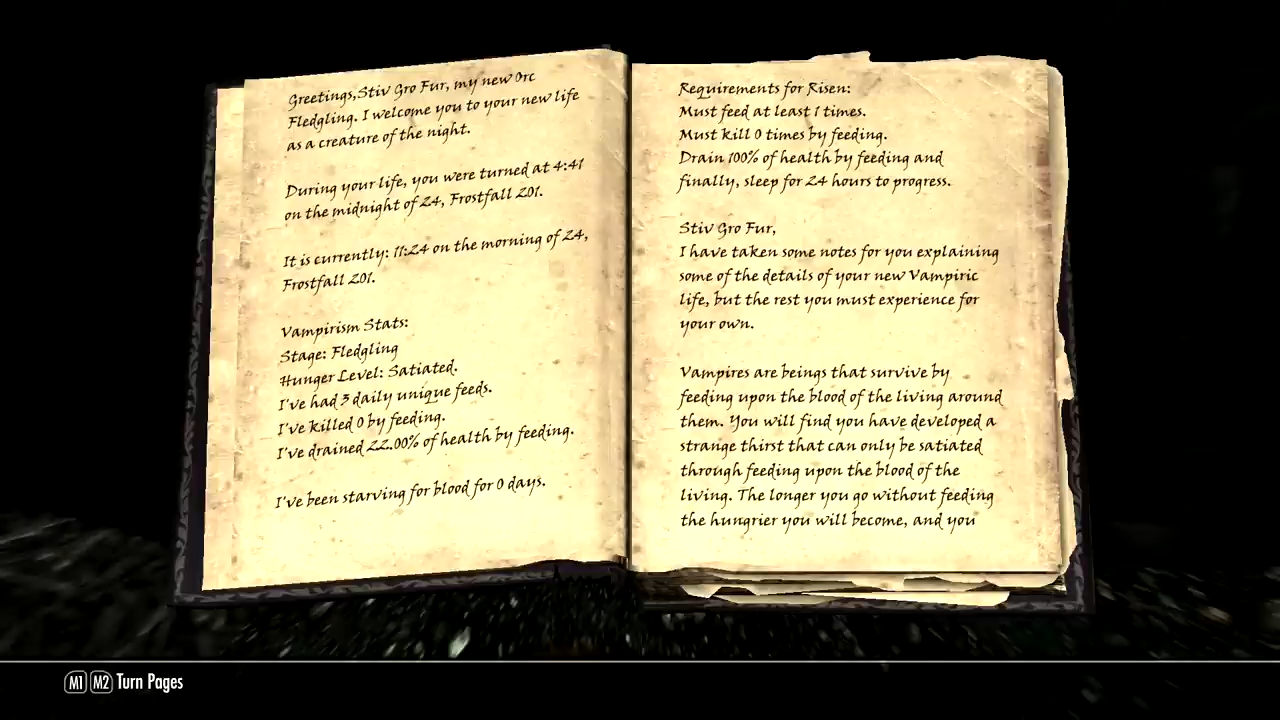 Greetings,Stiv Gro Fur, my new Orc
Fledgling. I welcome you to your new life
as a creature of the night.
During your life, you were turned at 4:41
on the midnight of 24, Frostfall 201.
It is currently: 11:24 on the morning of 24,
Frostfall 201.
Vampirism Stats:
Stage: Fledgling
Hunger Level: Satiated.
I've had 3 daily unique feeds.
I've killed 0 by feeding.
I've drained 22.00% of health by feeding.
I've been starving for blood for 0 days.
Requirements for Risen:
Must feed at least 1 times.
Must kill 0 times by feeding.
Drain 100% of health by feeding and
finally, sleep for 24 hours to progress.
Stiv Gro Fur,
I have taken some notes for you explaining
some of the details of your new Vampiric
life, but the rest you must experience for
your own.
Vampires are beings that survive by
feeding upon the blood of the living around
them. You will find you have developed a
strange thirst that can only be satiated
through feeding upon the blood of the
living. The longer you go without feeding
the hungrier you will become, and you
M1 M2 Turn Pages